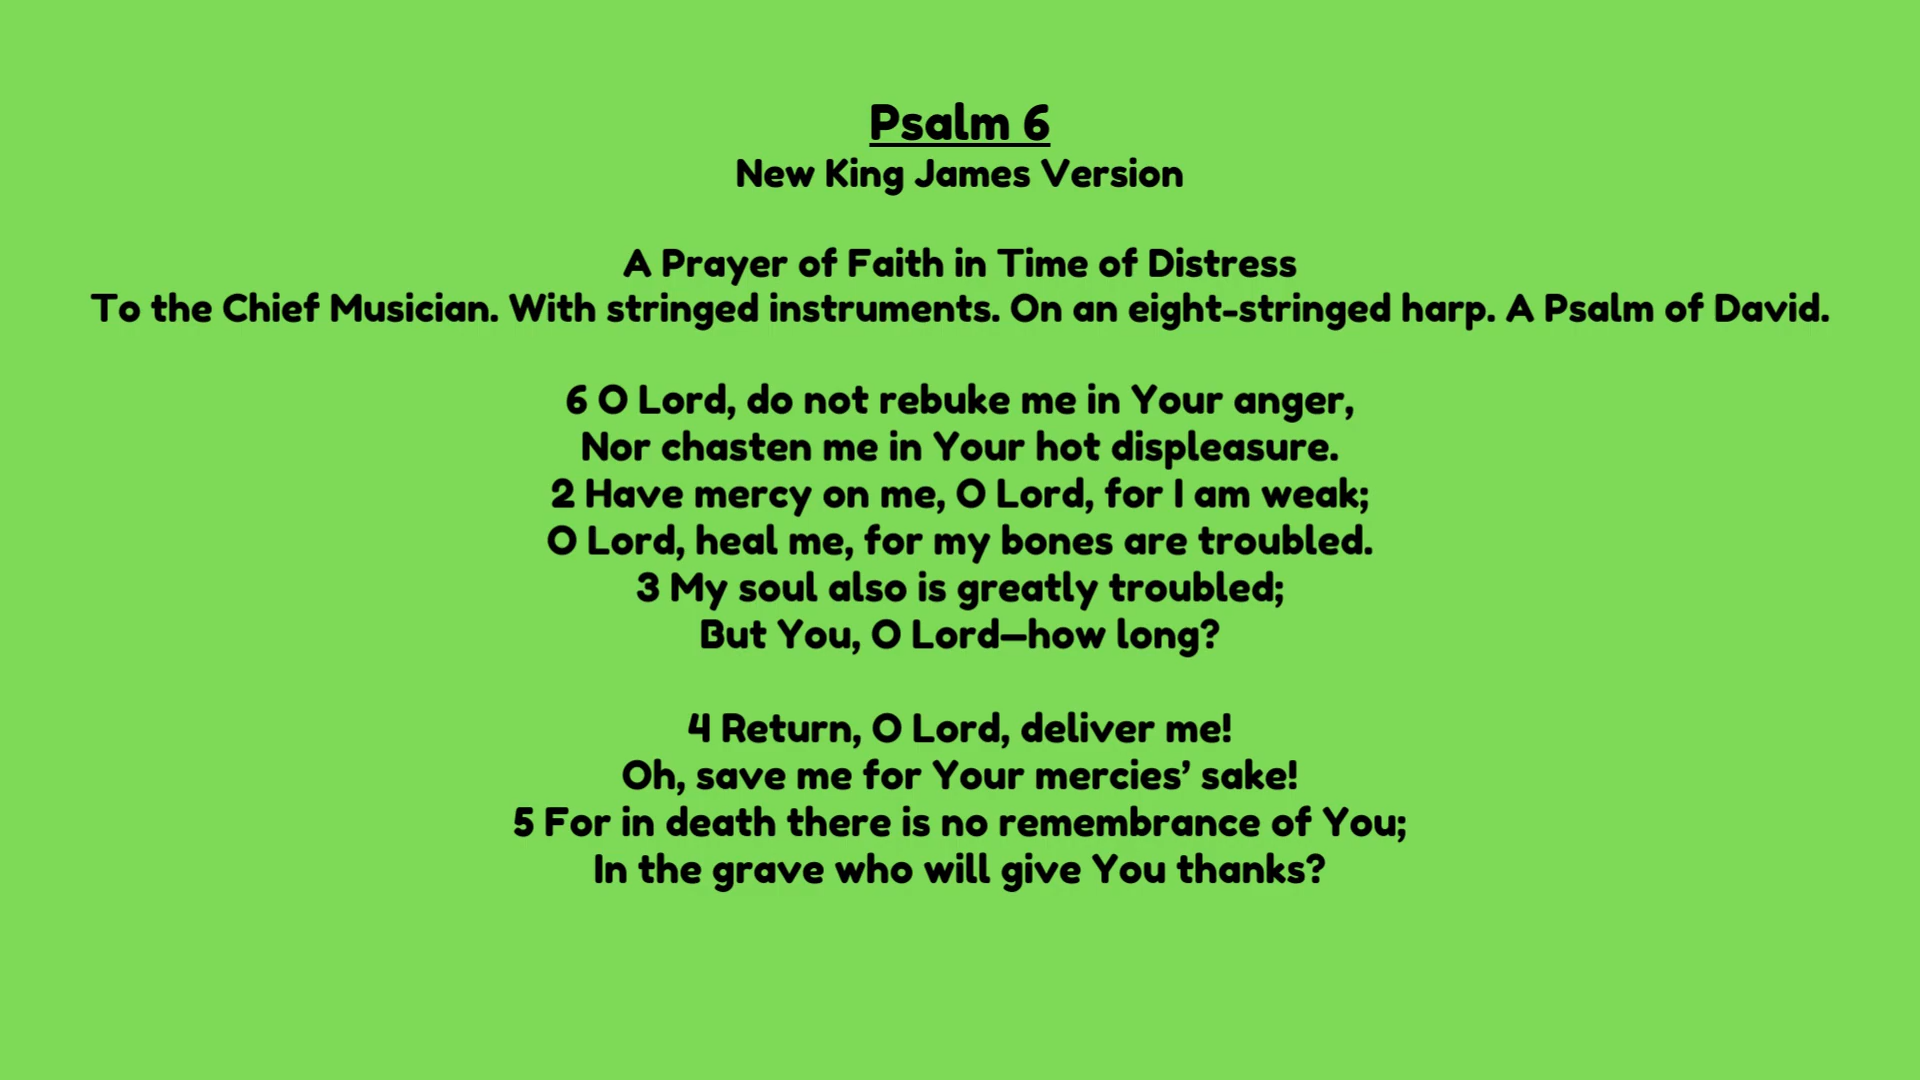 Psalm 6
New King James Version
A Prayer of Faith in Time of Distress
To the Chief Musician. With stringed instruments. On an eight-stringed harp. A Psalm of David.
6 O Lord, do not rebuke me in Your anger,
Nor chasten me in Your hot displeasure.
2 Have mercy on me, O Lord, for I am weak;
O Lord, heal me, for my bones are troubled.
3 My soul also is greatly troubled;
But You, O Lord—how long?
4 Return, O Lord, deliver me!
Oh, save me for Your mercies’ sake!
5 For in death there is no remembrance of You;
In the grave who will give You thanks?